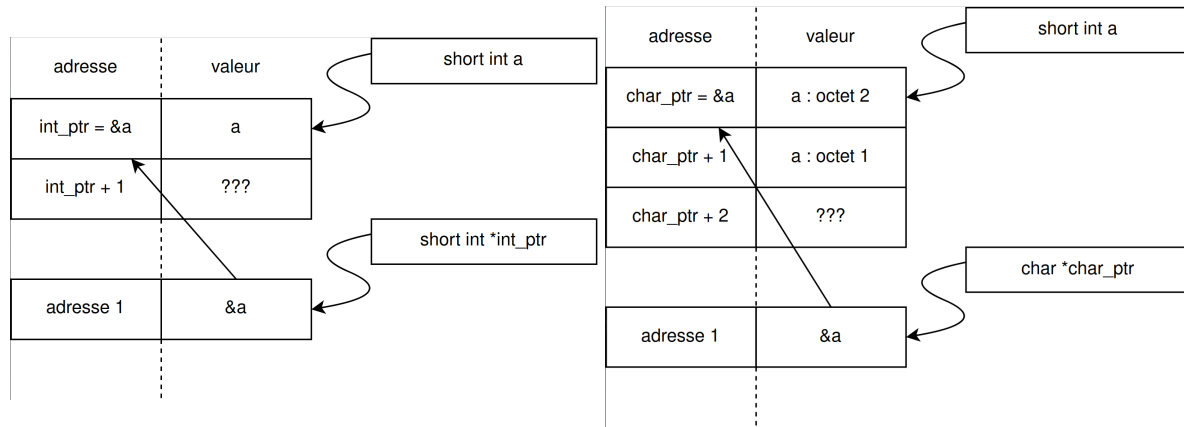 adresse valeur
short int a
int_ptr = &a a
int_ptr + 1 ???
short int *int_ptr
adresse 1 &a
adresse valeur
short int a
char_ptr = &a a : octet 2
char_ptr + 1 a : octet 1
char_ptr + 2 ???
char *char_ptr
adresse 1 &a